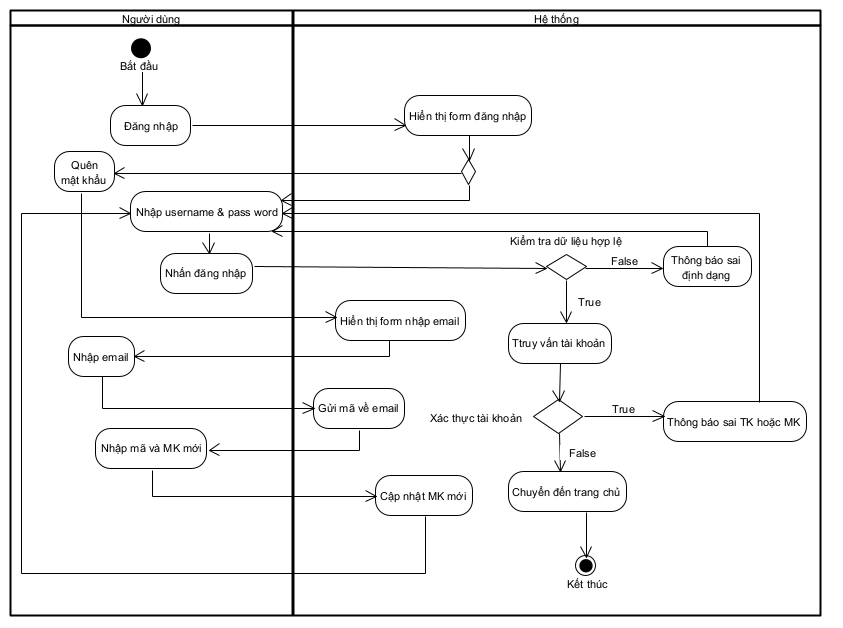 Người dùng
Hệ thống
Bắt đầu
Đăng nhập
Hiển thị form đăng nhập
Quên
mật khẩu
Nhập username & pass word
Kiểm tra dữ liệu hợp lệ
Nhấn đăng nhập
False
Thông báo sai
định dạng
True
Hiển thị form nhập email
Nhập email
Ttruy vấn tài khoản
Gửi mã về email
Xác thực tài khoản
True
Thông báo sai TK hoặc MK
Nhập mã và MK mới
False
Cập nhật MK mới
Chuyển đến trang chủ
Kết thúc